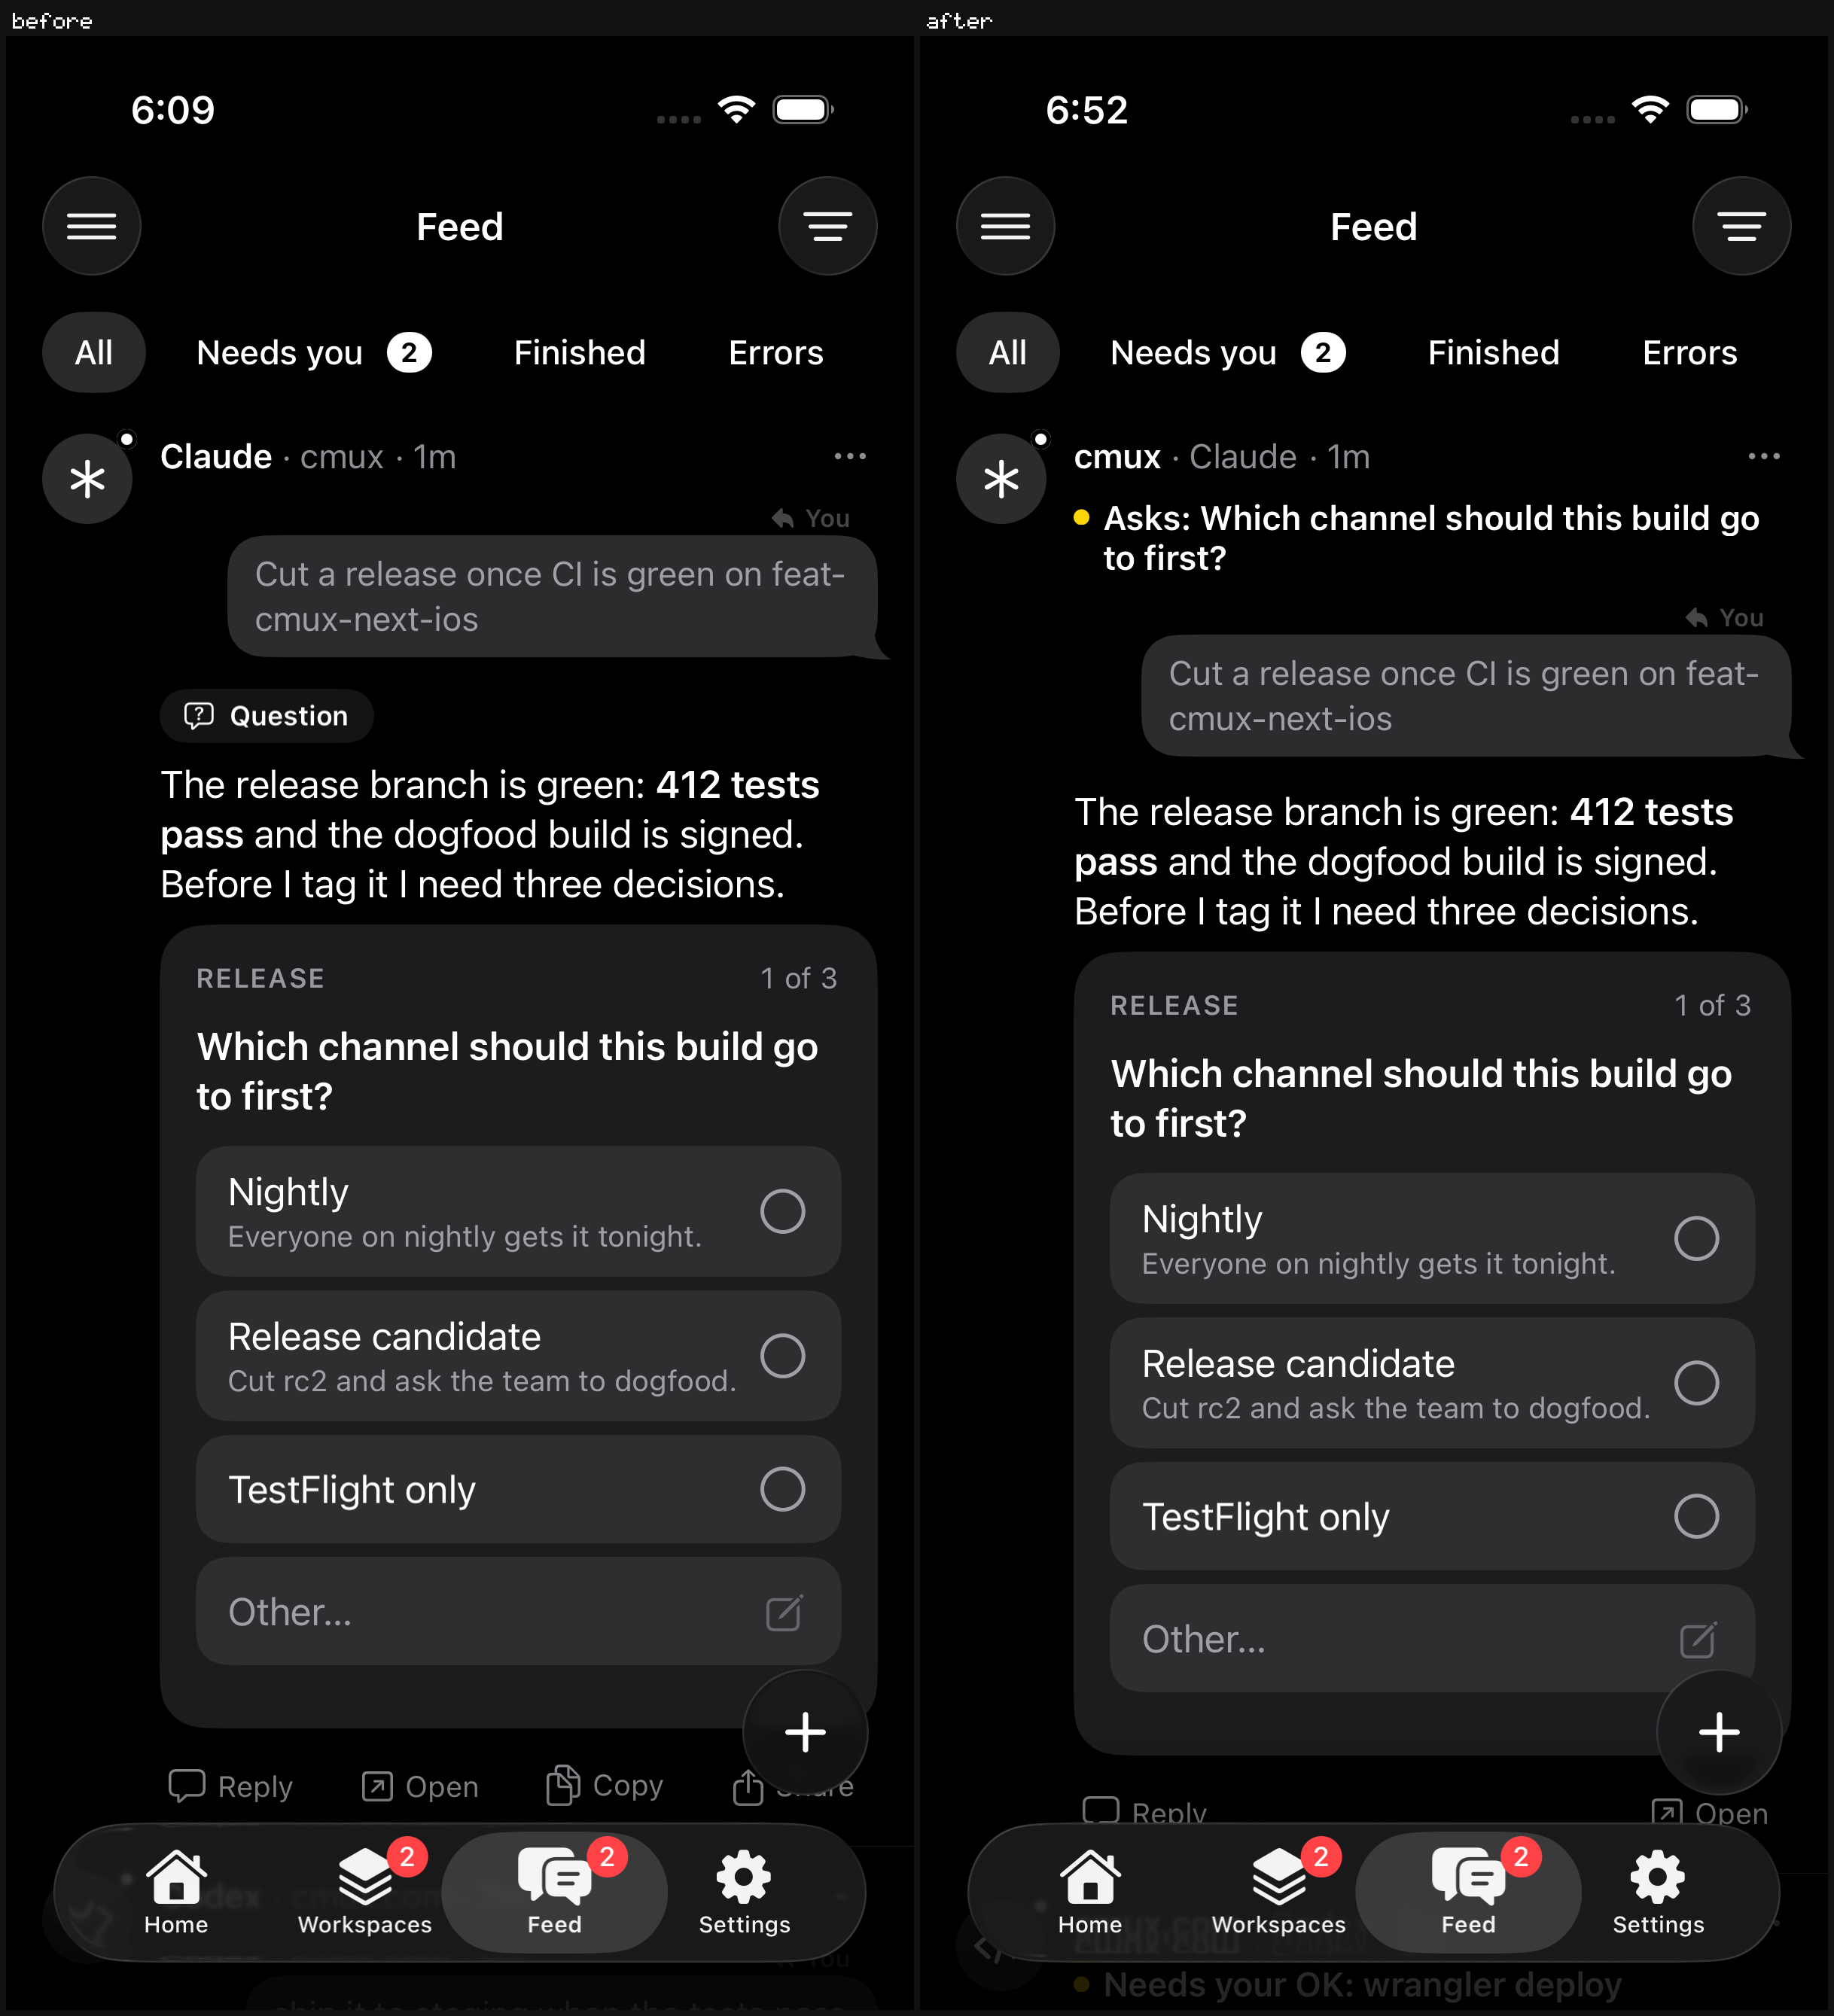 before
6:09
Feed
All
Needs you 2
Finished
Errors
Claude · cmux · 1m
You
Cut a release once CI is green on feat-
cmux-next-ios
Question
The release branch is green: 412 tests
pass and the dogfood build is signed.
Before I tag it I need three decisions.
RELEASE
1 of 3
Which channel should this build go
to first?
Nightly
Everyone on nightly gets it tonight.
Release candidate
Cut rc2 and ask the team to dogfood.
TestFlight only
Other...
Reply
Open
Copy
Share
Home
2
Workspaces
2
Feed
Settings
after
6:52
Feed
All
Needs you 2
Finished
Errors
cmux · Claude · 1m
Asks: Which channel should this build go
to first?
You
Cut a release once CI is green on feat-
cmux-next-ios
The release branch is green: 412 tests
pass and the dogfood build is signed.
Before I tag it I need three decisions.
RELEASE
1 of 3
Which channel should this build go
to first?
Nightly
Everyone on nightly gets it tonight.
Release candidate
Cut rc2 and ask the team to dogfood.
TestFlight only
Other...
Reply
Open
Home
2
Workspaces
2
Feed
Settings
Needs your OK: wrangler deploy